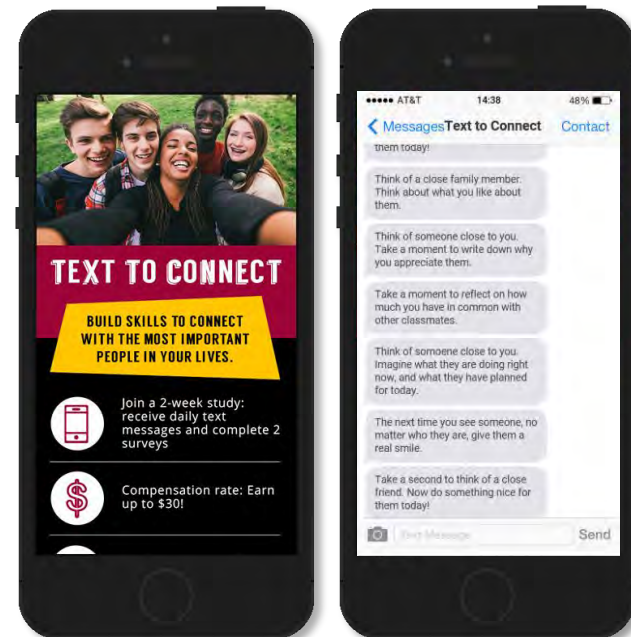 TEXT TO CONNECT
BUILD SKILLS TO CONNECT
WITH THE MOST IMPORTANT
PEOPLE IN YOUR LIVES.
Join a 2-week study:
receive daily text
messages and complete 2
surveys
$
Compensation rate: Earn
up to $30!
AT&T 14:38 48%
Messages Text to Connect Contact
them today!
Think of a close family member.
Think about what you like about
them.
Think of someone close to you.
Take a moment to write down why
you appreciate them.
Take a moment to reflect on how
much you have in common with
other classmates.
Think of somoene close to you.
Imagine what they are doing right
now, and what they have planned
for today.
The next time you see someone, no
matter who they are, give them a
real smile.
Take a second to think of a close
friend. Now do something nice for
them today!
Text Message Send